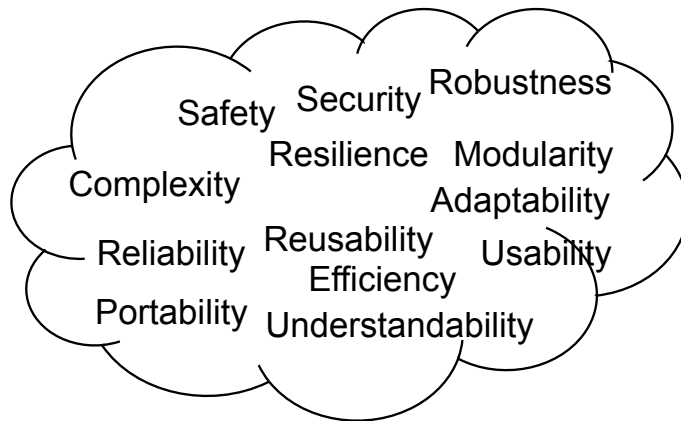 Safety Security Robustness
Resilience Modularity
Complexity
Adaptability
Reliability Reusability Usability
Efficiency
Portability
Understandability